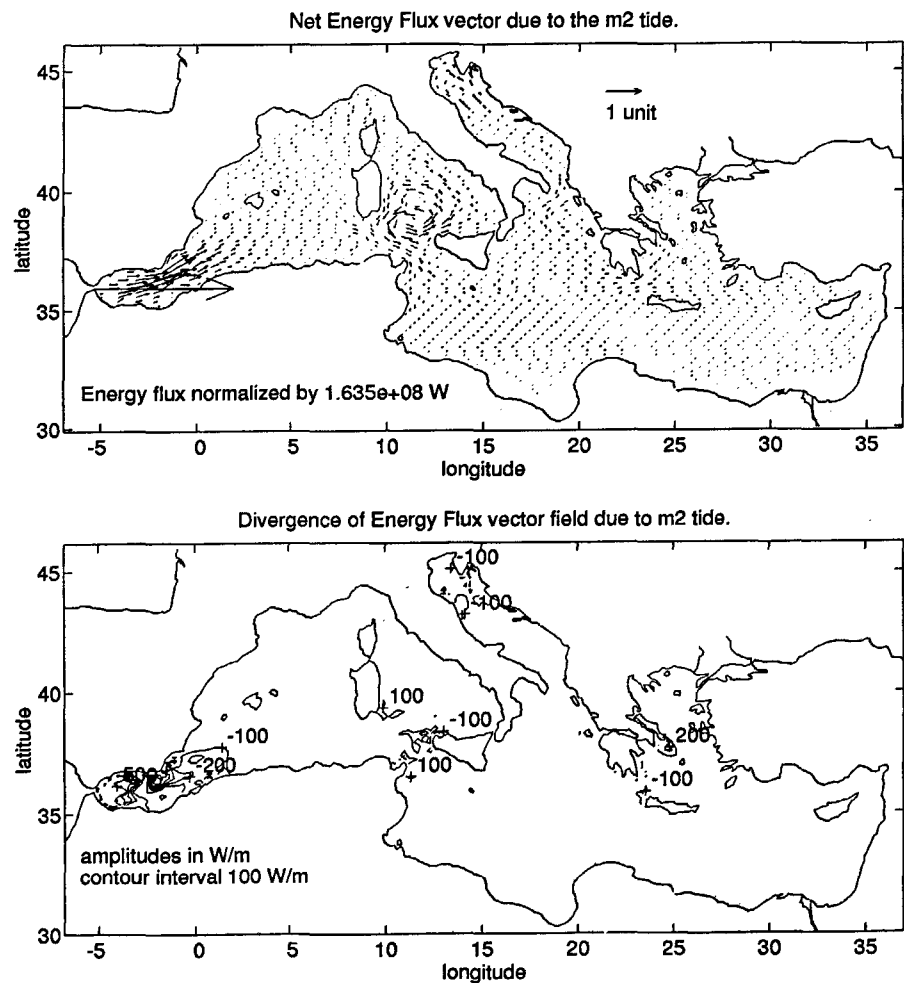 Net Energy Flux vector due to the m2 tide.
45
40
35
30
latitude
1 unit
Energy flux normalized by 1.635e+08 W
-5 0 5 10 15 20 25 30 35
longitude
Divergence of Energy Flux vector field due to m2 tide.
45
40
35
30
latitude
-100
-100
100
-100
-100
200
200
100
-100
amplitudes in W/m
contour interval 100 W/m
-5 0 5 10 15 20 25 30 35
longitude